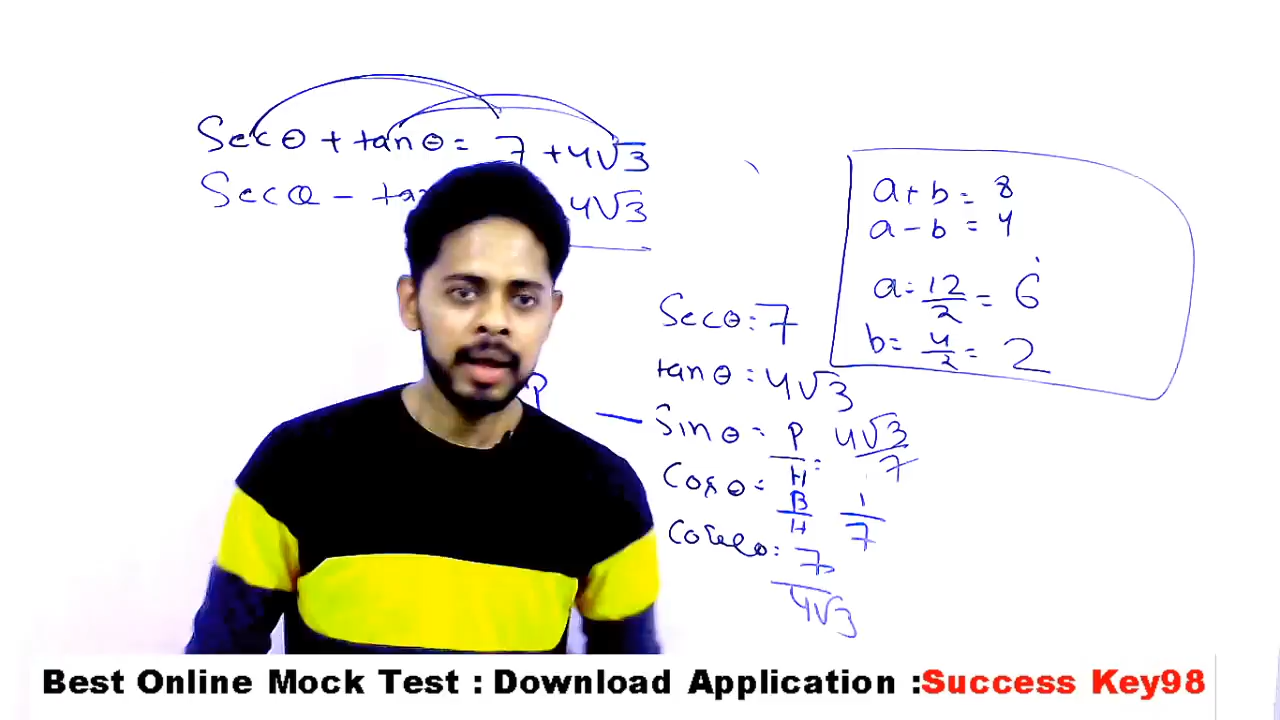 Secθ + tanθ = 7 + 4√3
Secθ - tan 4√3
a + b = 8
a - b = 4
a = 12/2 = 6
b = 4/2 = 2
Secθ = 7
tanθ = 4√3
P
Sinθ = P/H = 4√3/7
Cosθ = B/H 1/7
Cosecθ = 7/4√3
Best Online Mock Test : Download Application :Success Key98